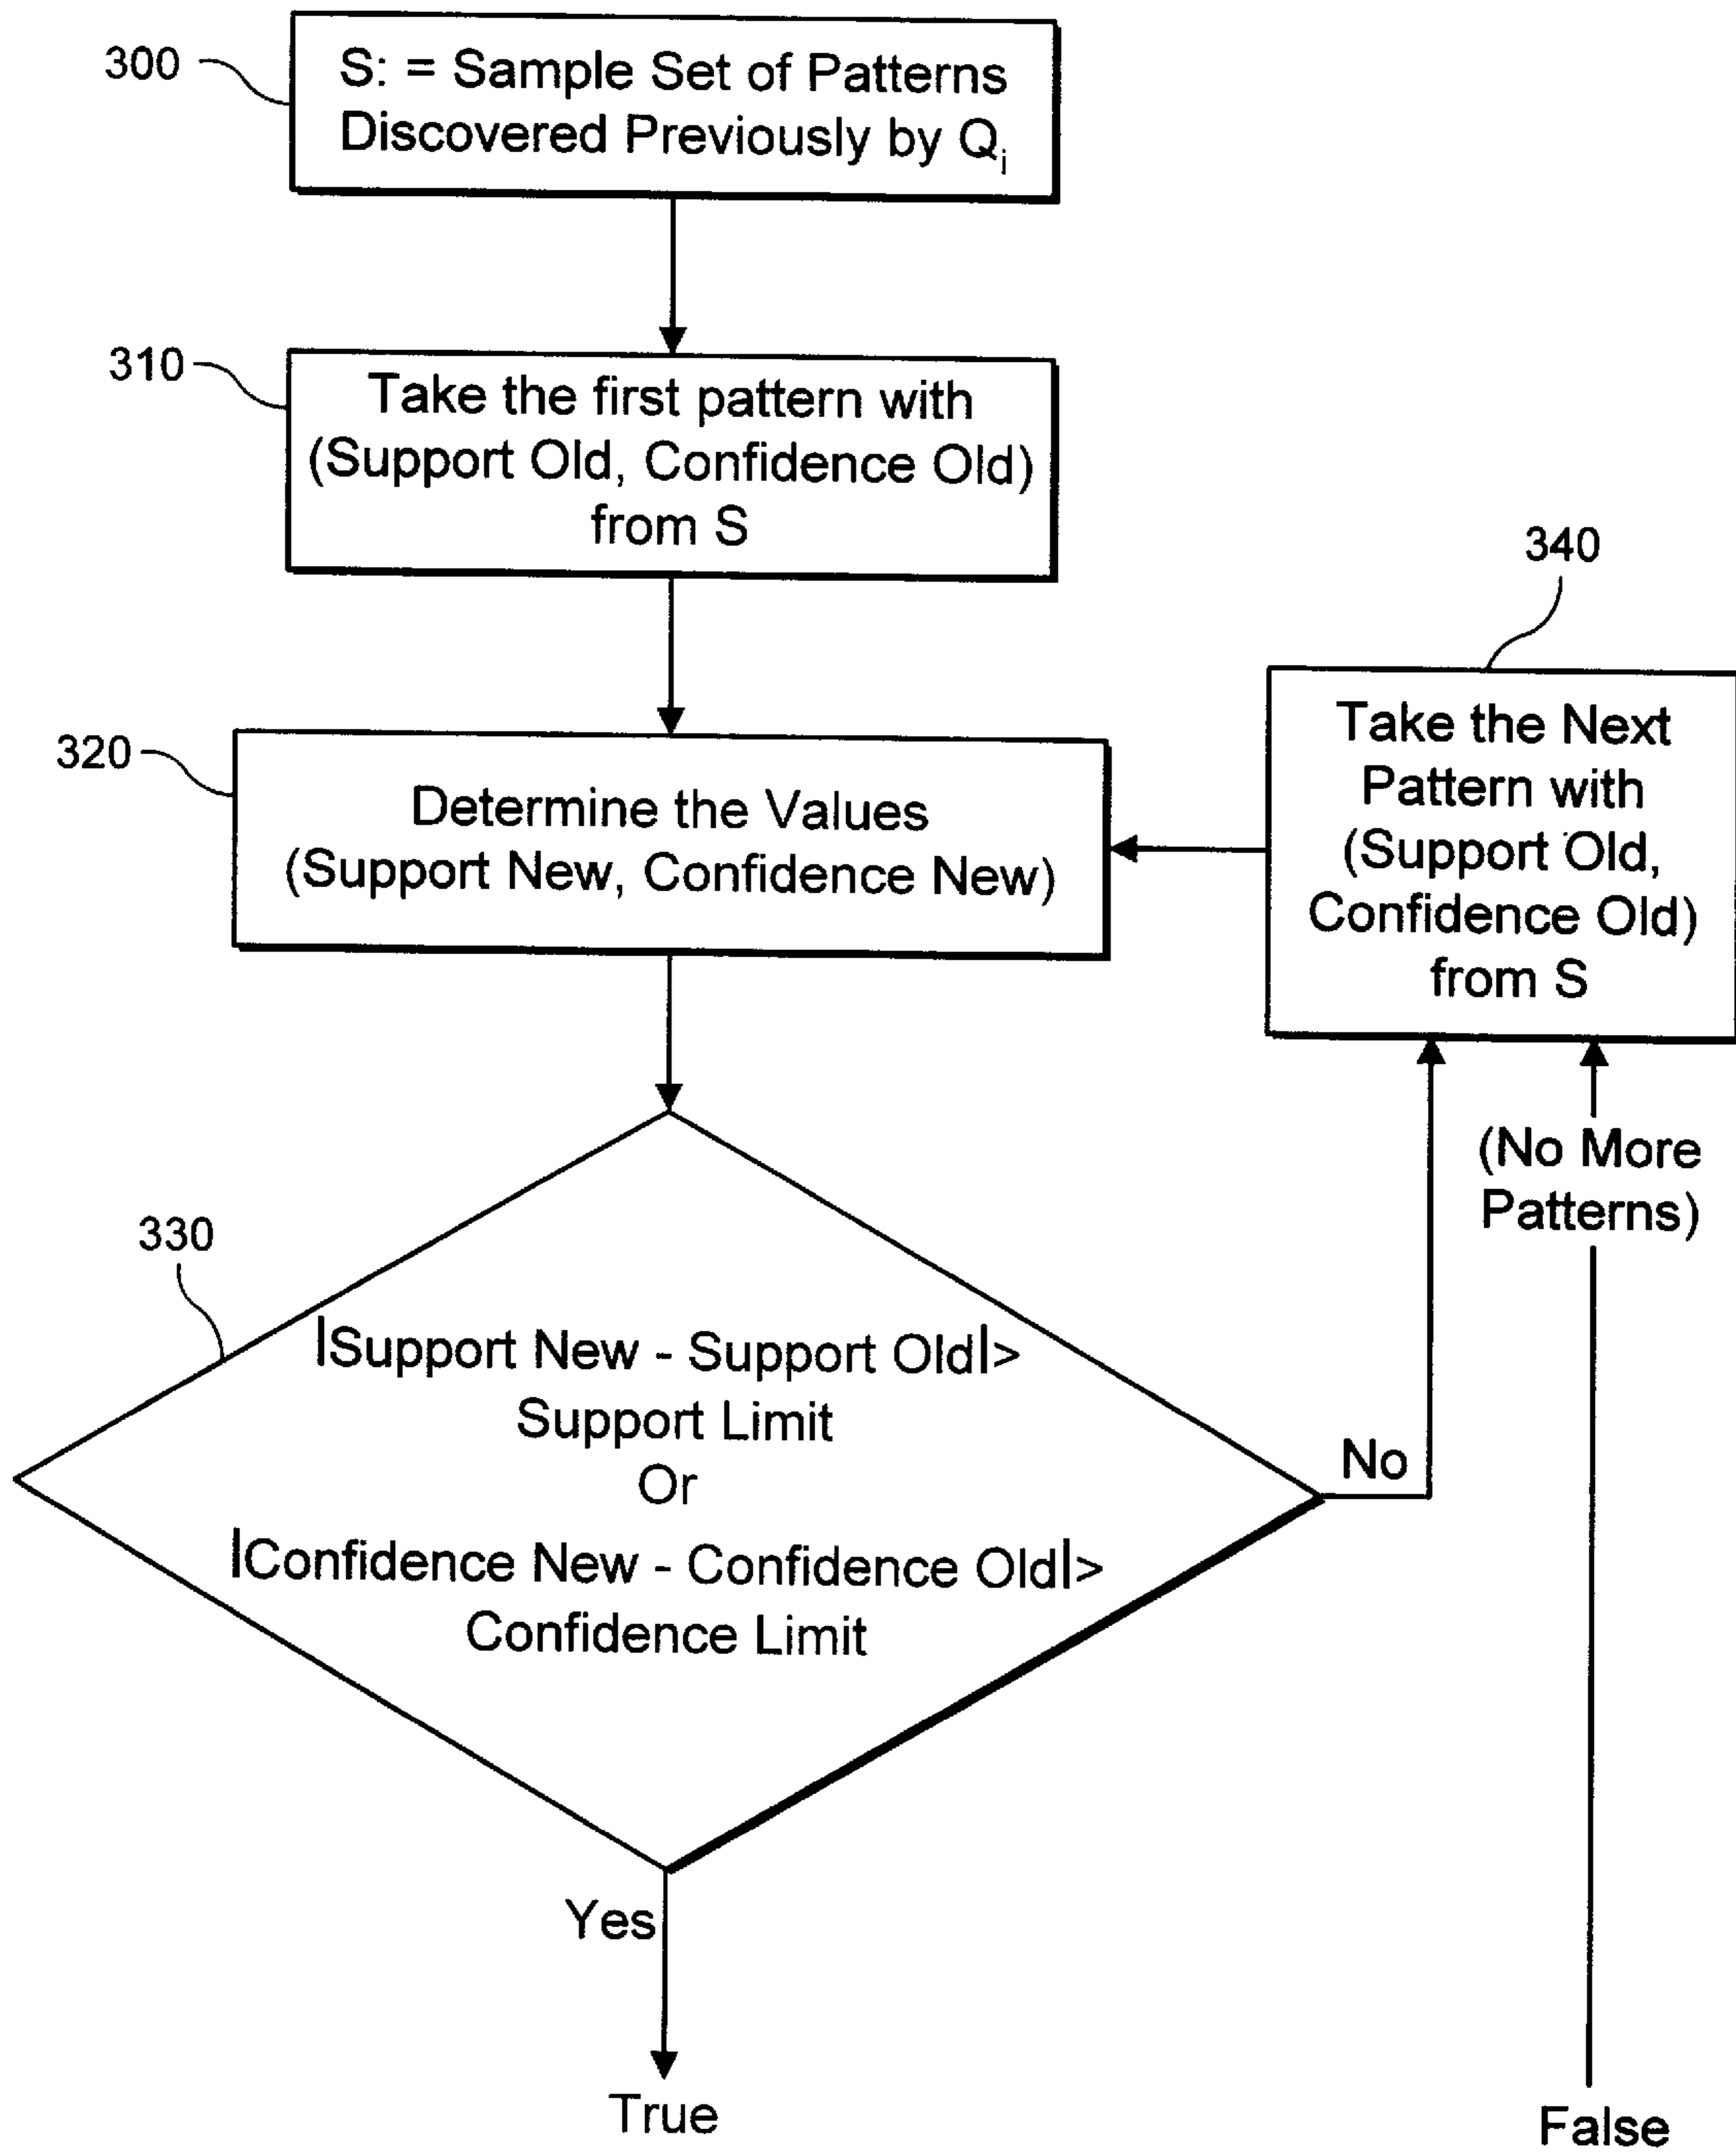 300
S: = Sample Set of Patterns
Discovered Previously by Qi
310
Take the first pattern with
(Support Old, Confidence Old)
from S
320
Determine the Values
(Support New, Confidence New)
340
Take the Next
Pattern with
(Support Old,
Confidence Old)
from S
330
|Support New - Support Old|>
Support Limit
Or
|Confidence New - Confidence Old|>
Confidence Limit
No
(No More
Patterns)
Yes
True
False